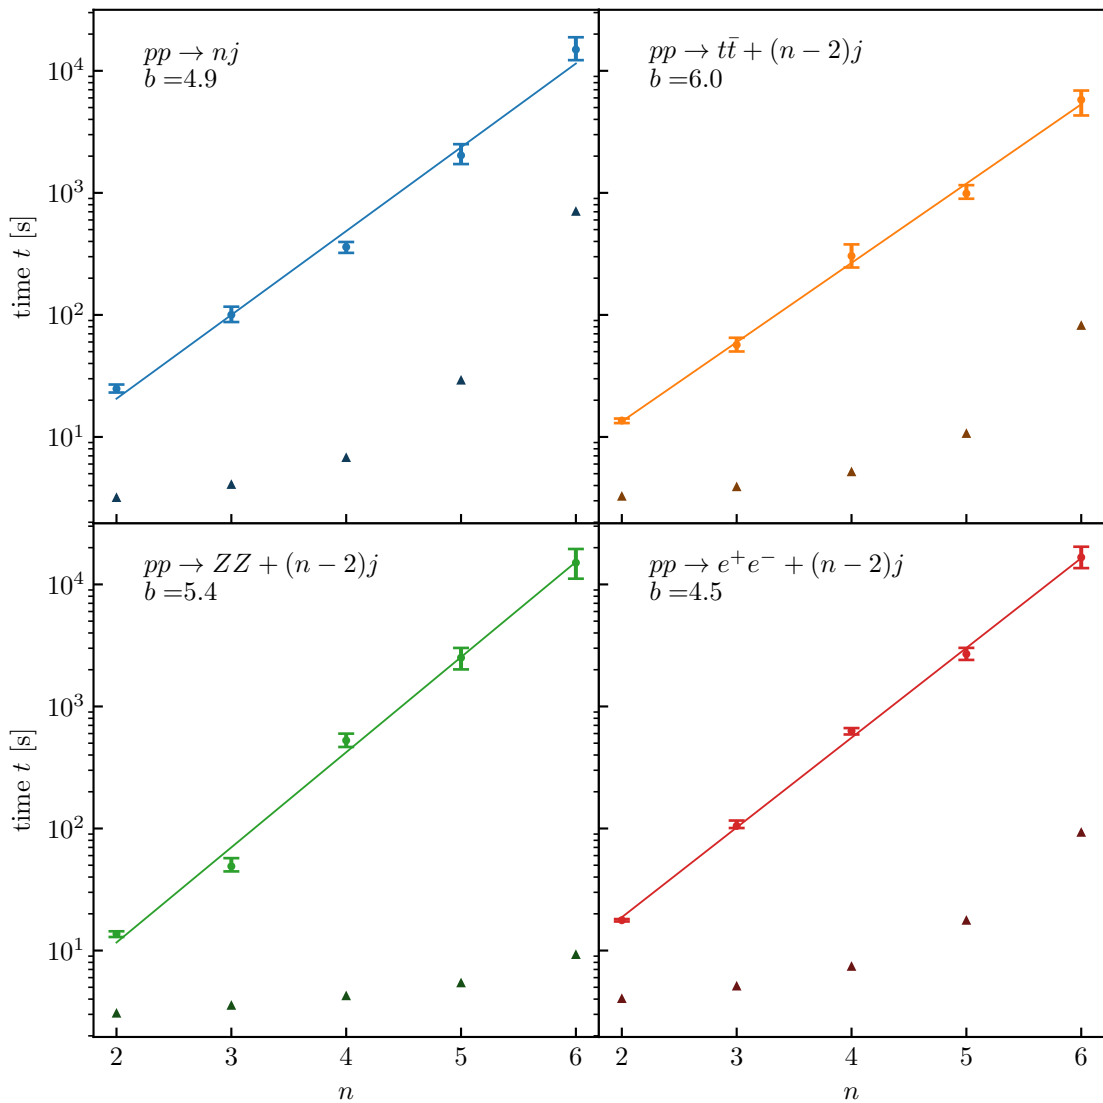 pp → nj
b =4.9
pp → tt̄ + (n − 2)j
b =6.0
time t [s]
10⁴
10³
10²
10¹
pp → ZZ + (n − 2)j
b =5.4
pp → e⁺e⁻ + (n − 2)j
b =4.5
time t [s]
10⁴
10³
10²
10¹
2 3 4 5 6
2 3 4 5 6
n
n